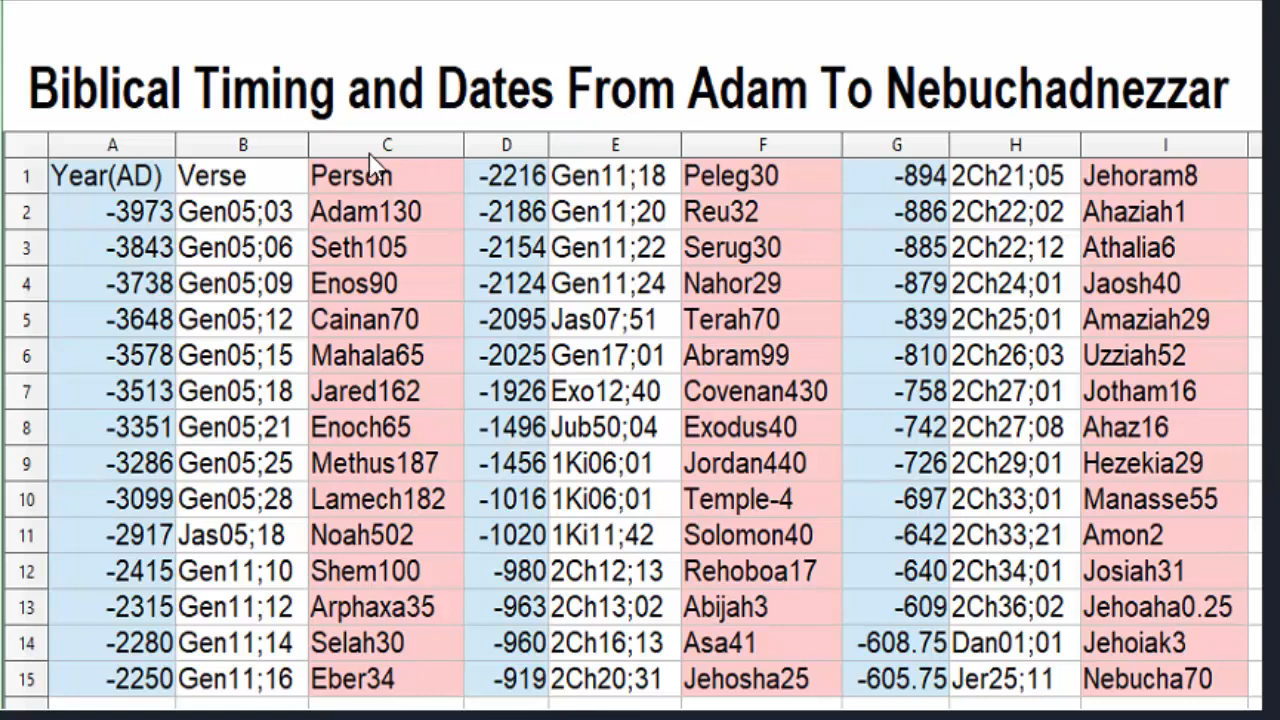 Biblical Timing and Dates From Adam To Nebuchadnezzar
A B C D E F G H I
1 Year(AD) Verse Person -2216 Gen11;18 Peleg30 -894 2Ch21;05 Jehoram8
2 -3973 Gen05;03 Adam130 -2186 Gen11;20 Reu32 -886 2Ch22;02 Ahaziah1
3 -3843 Gen05;06 Seth105 -2154 Gen11;22 Serug30 -885 2Ch22;12 Athalia6
4 -3738 Gen05;09 Enos90 -2124 Gen11;24 Nahor29 -879 2Ch24;01 Jaosh40
5 -3648 Gen05;12 Cainan70 -2095 Jas07;51 Terah70 -839 2Ch25;01 Amaziah29
6 -3578 Gen05;15 Mahala65 -2025 Gen17;01 Abram99 -810 2Ch26;03 Uzziah52
7 -3513 Gen05;18 Jared162 -1926 Exo12;40 Covenan430 -758 2Ch27;01 Jotham16
8 -3351 Gen05;21 Enoch65 -1496 Jub50;04 Exodus40 -742 2Ch27;08 Ahaz16
9 -3286 Gen05;25 Methus187 -1456 1Ki06;01 Jordan440 -726 2Ch29;01 Hezekia29
10 -3099 Gen05;28 Lamech182 -1016 1Ki06;01 Temple-4 -697 2Ch33;01 Manasse55
11 -2917 Jas05;18 Noah502 -1020 1Ki11;42 Solomon40 -642 2Ch33;21 Amon2
12 -2415 Gen11;10 Shem100 -980 2Ch12;13 Rehoboa17 -640 2Ch34;01 Josiah31
13 -2315 Gen11;12 Arphaxa35 -963 2Ch13;02 Abijah3 -609 2Ch36;02 Jehoaha0.25
14 -2280 Gen11;14 Selah30 -960 2Ch16;13 Asa41 -608.75 Dan01;01 Jehoiak3
15 -2250 Gen11;16 Eber34 -919 2Ch20;31 Jehosha25 -605.75 Jer25;11 Nebucha70